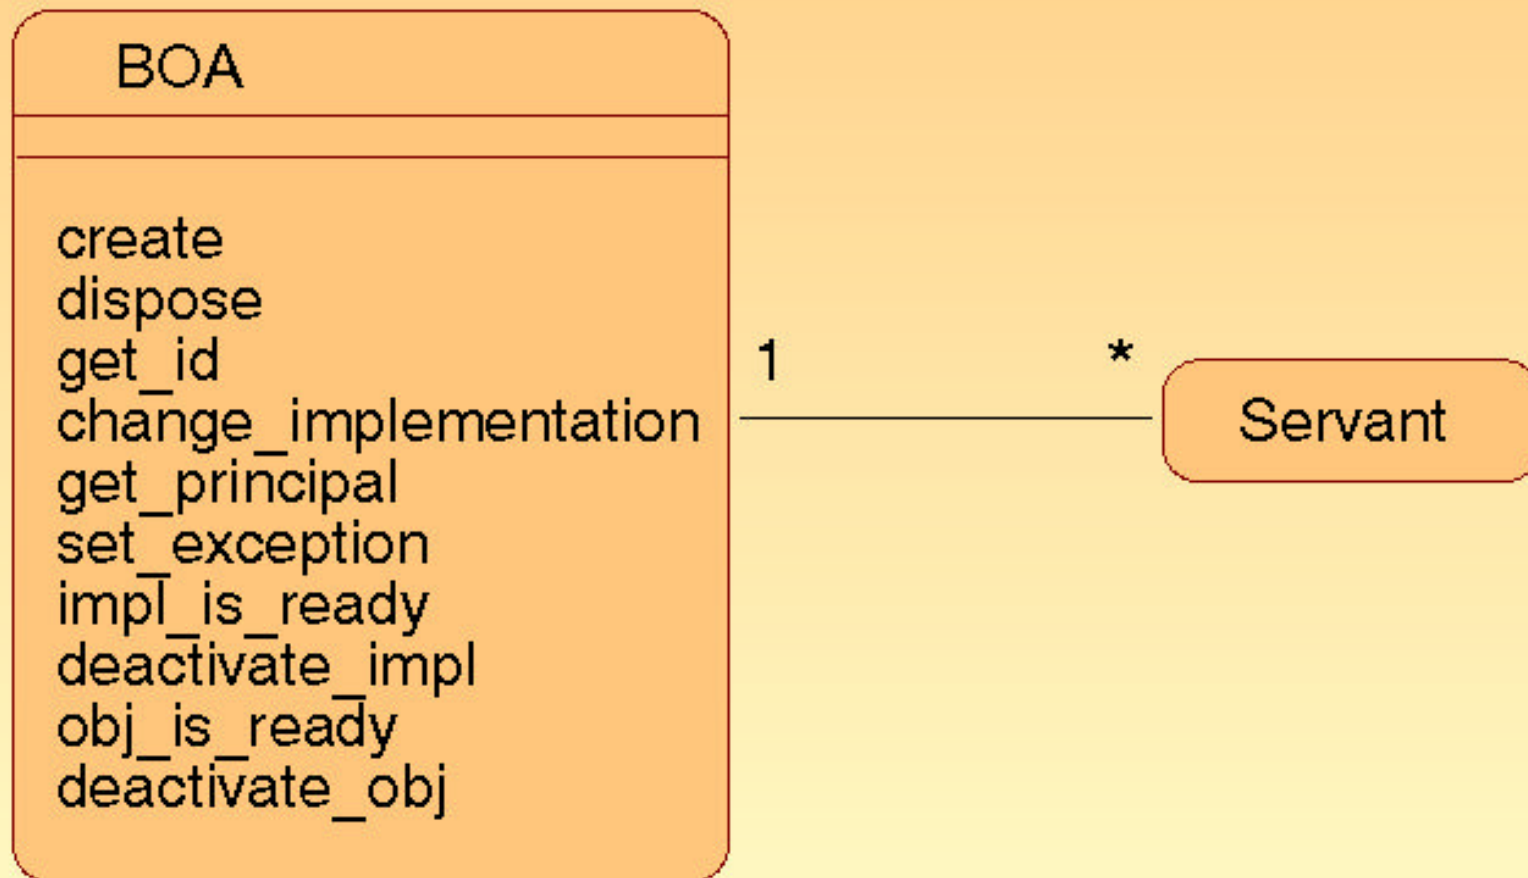 BOA
create
dispose
get_id
change_implementation
get_principal
set_exception
impl_is_ready
deactivate_impl
obj_is_ready
deactivate_obj
1 *
Servant